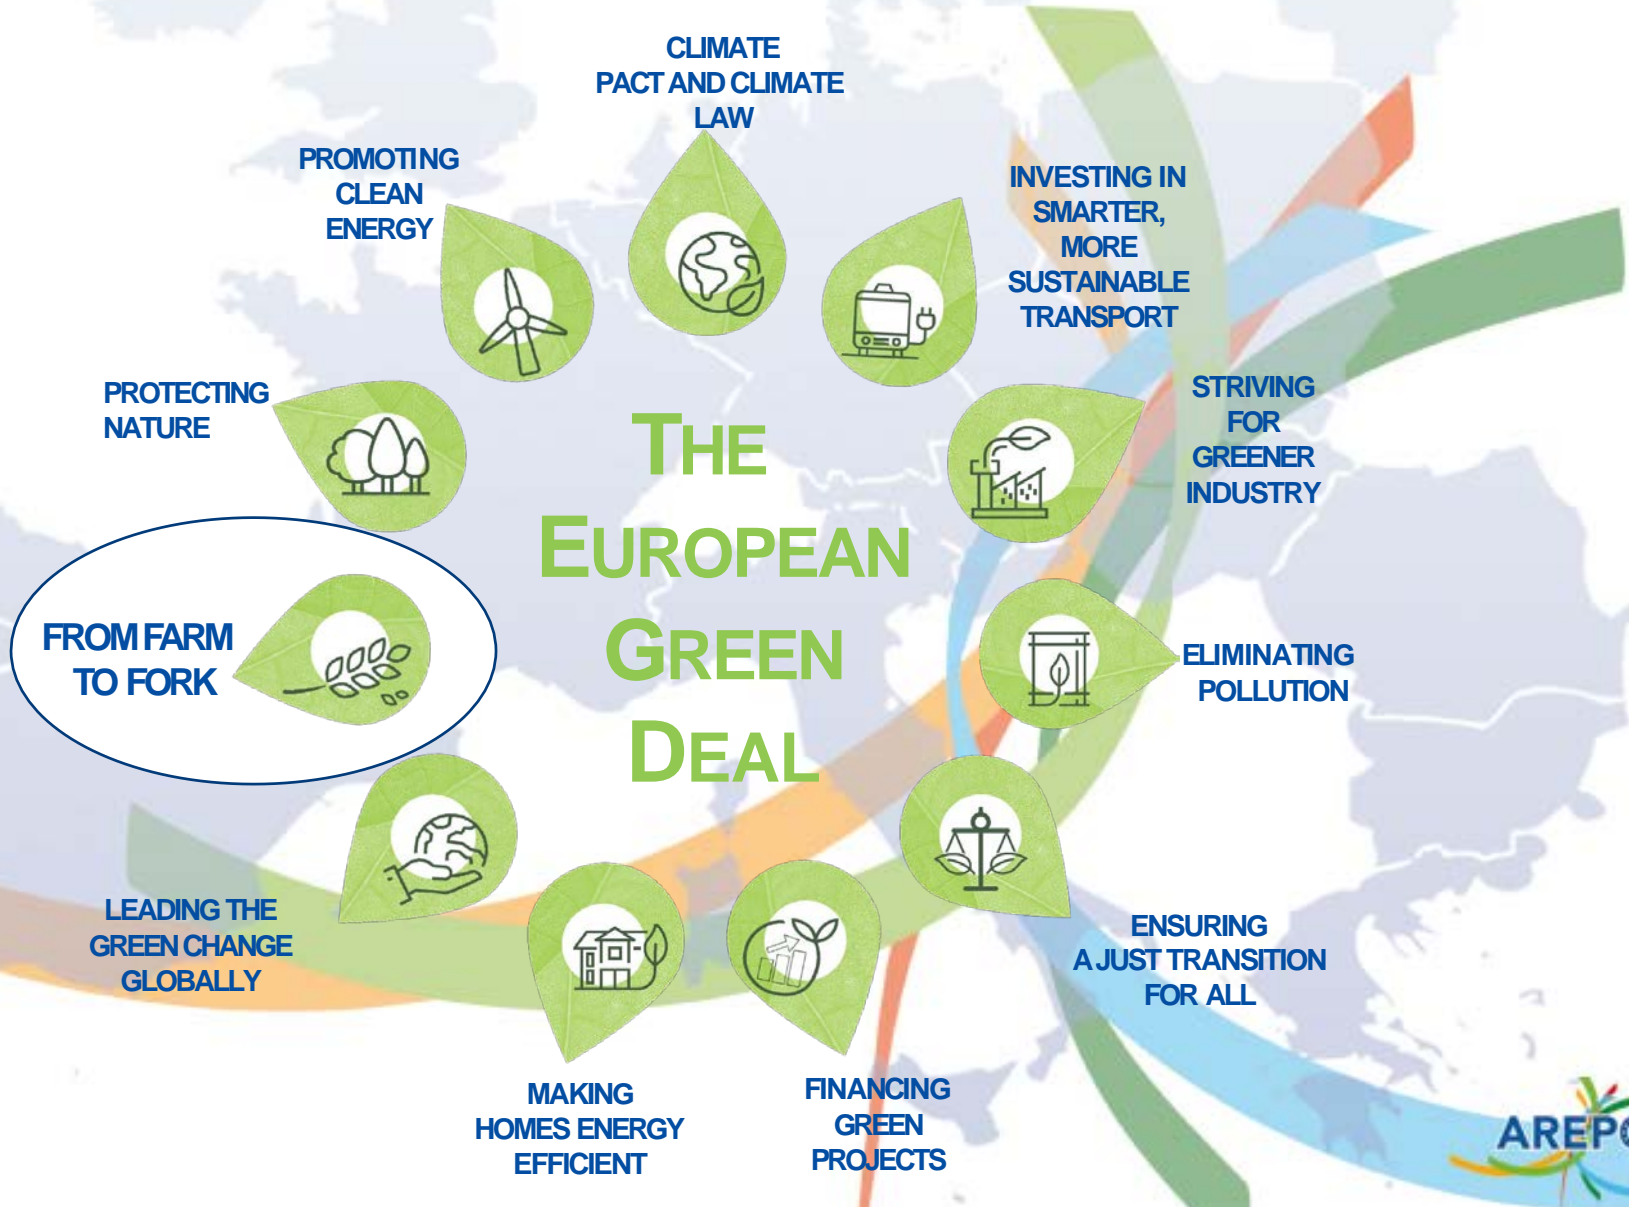 CLIMATE
PACT AND CLIMATE
LAW
PROMOTING
CLEAN
ENERGY
INVESTING IN
SMARTER,
MORE
SUSTAINABLE
TRANSPORT
PROTECTING
NATURE
STRIVING
FOR
GREENER
INDUSTRY
THE
EUROPEAN
GREEN
DEAL
FROM FARM
TO FORK
ELIMINATING
POLLUTION
LEADING THE
GREEN CHANGE
GLOBALLY
ENSURING
A JUST TRANSITION
FOR ALL
MAKING
HOMES ENERGY
EFFICIENT
FINANCING
GREEN
PROJECTS